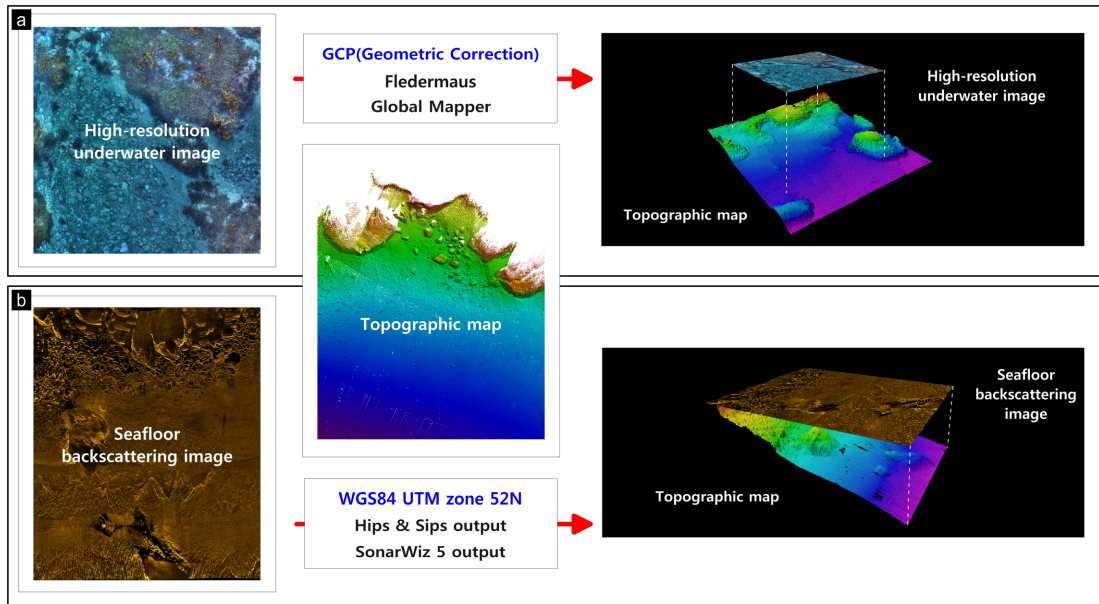 a
High-resolution
underwater image
GCP(Geometric Correction)
Fledermaus
Global Mapper
High-resolution
underwater image
Topographic map
Topographic map
b
Seafloor
backscattering image
WGS84 UTM zone 52N
Hips & Sips output
SonarWiz 5 output
Seafloor
backscattering
image
Topographic map